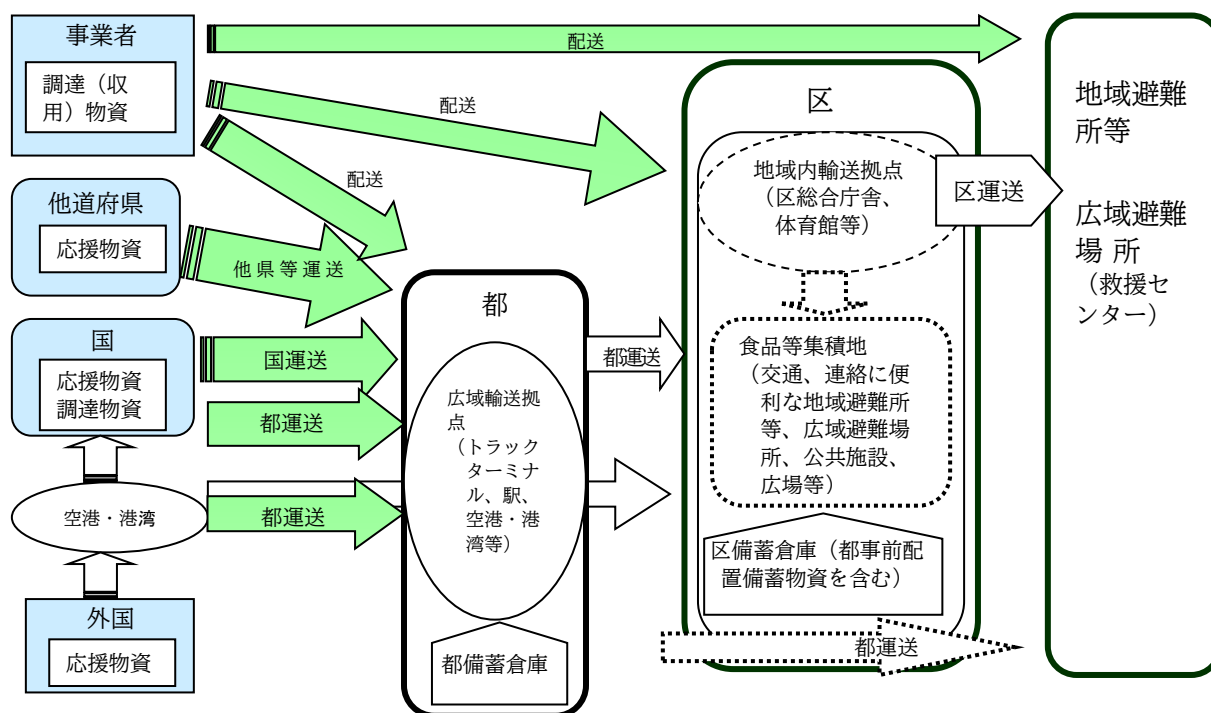 事業者
調達（収
用）物資
配送
配送
配送
他道府県
応援物資
他県等運送
国
応援物資
調達物資
国運送
都運送
空港・港湾
都運送
外国
応援物資
都
広域輸送拠
点
（トラック
ターミナ
ル、駅、
空港・港
湾等）
都備蓄倉庫
都運送
区
地域内輸送拠点
（区総合庁舎、
体育館等）
食品等集積地
（交通、連絡に便
利な地域避難所
等、広域避難場
所、公共施設、
広場等）
区備蓄倉庫（都事前配
置備蓄物資を含む）
都運送
区運送
地域避難
所等
広域避難
場 所
（救援セ
ンター）